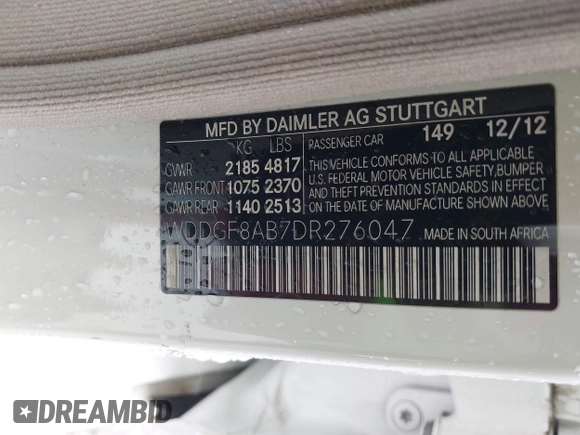 MFD BY DAIMLER AG STUTTGART
KG LBS PASSENGER CAR 149 12/12
GVWR 2185 4817
GAWR FRONT 1075 2370
GAWR REAR 1140 2513
THIS VEHICLE CONFORMS TO ALL APPLICABLE
U.S. FEDERAL MOTOR VEHICLE SAFETY,BUMPER
AND THEFT PREVENTION STANDARDS IN EFFECT
ON THE DATE OF MANUFACTURE SHOWN ABOVE.
WDDGF8AB7DR276047 MADE IN SOUTH AFRICA
DREAMBID